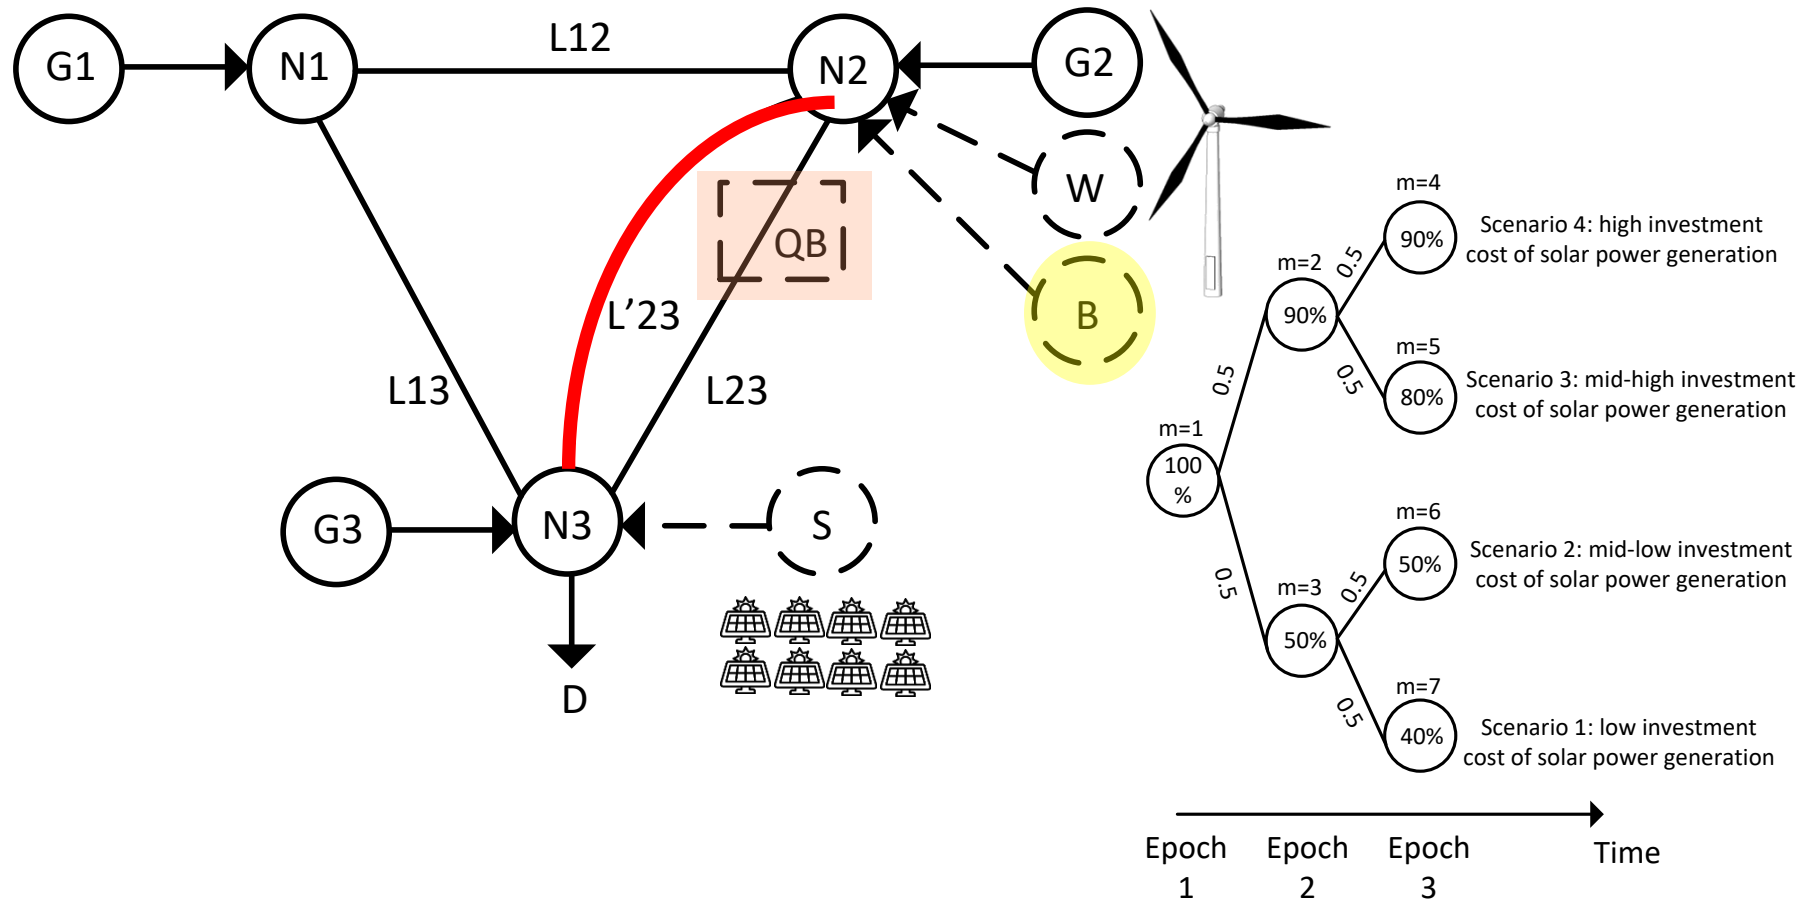 G1
N1
L12
N2
G2
W
B
QB
L'23
L13
L23
G3
N3
S
D
m=1
100
%
0.5
0.5
m=2
90%
m=3
50%
0.5
0.5
0.5
0.5
m=4
90%
Scenario 4: high investment
cost of solar power generation
m=5
80%
Scenario 3: mid-high investment
cost of solar power generation
m=6
50%
Scenario 2: mid-low investment
cost of solar power generation
m=7
40%
Scenario 1: low investment
cost of solar power generation
Epoch
1
Epoch
2
Epoch
3
Time